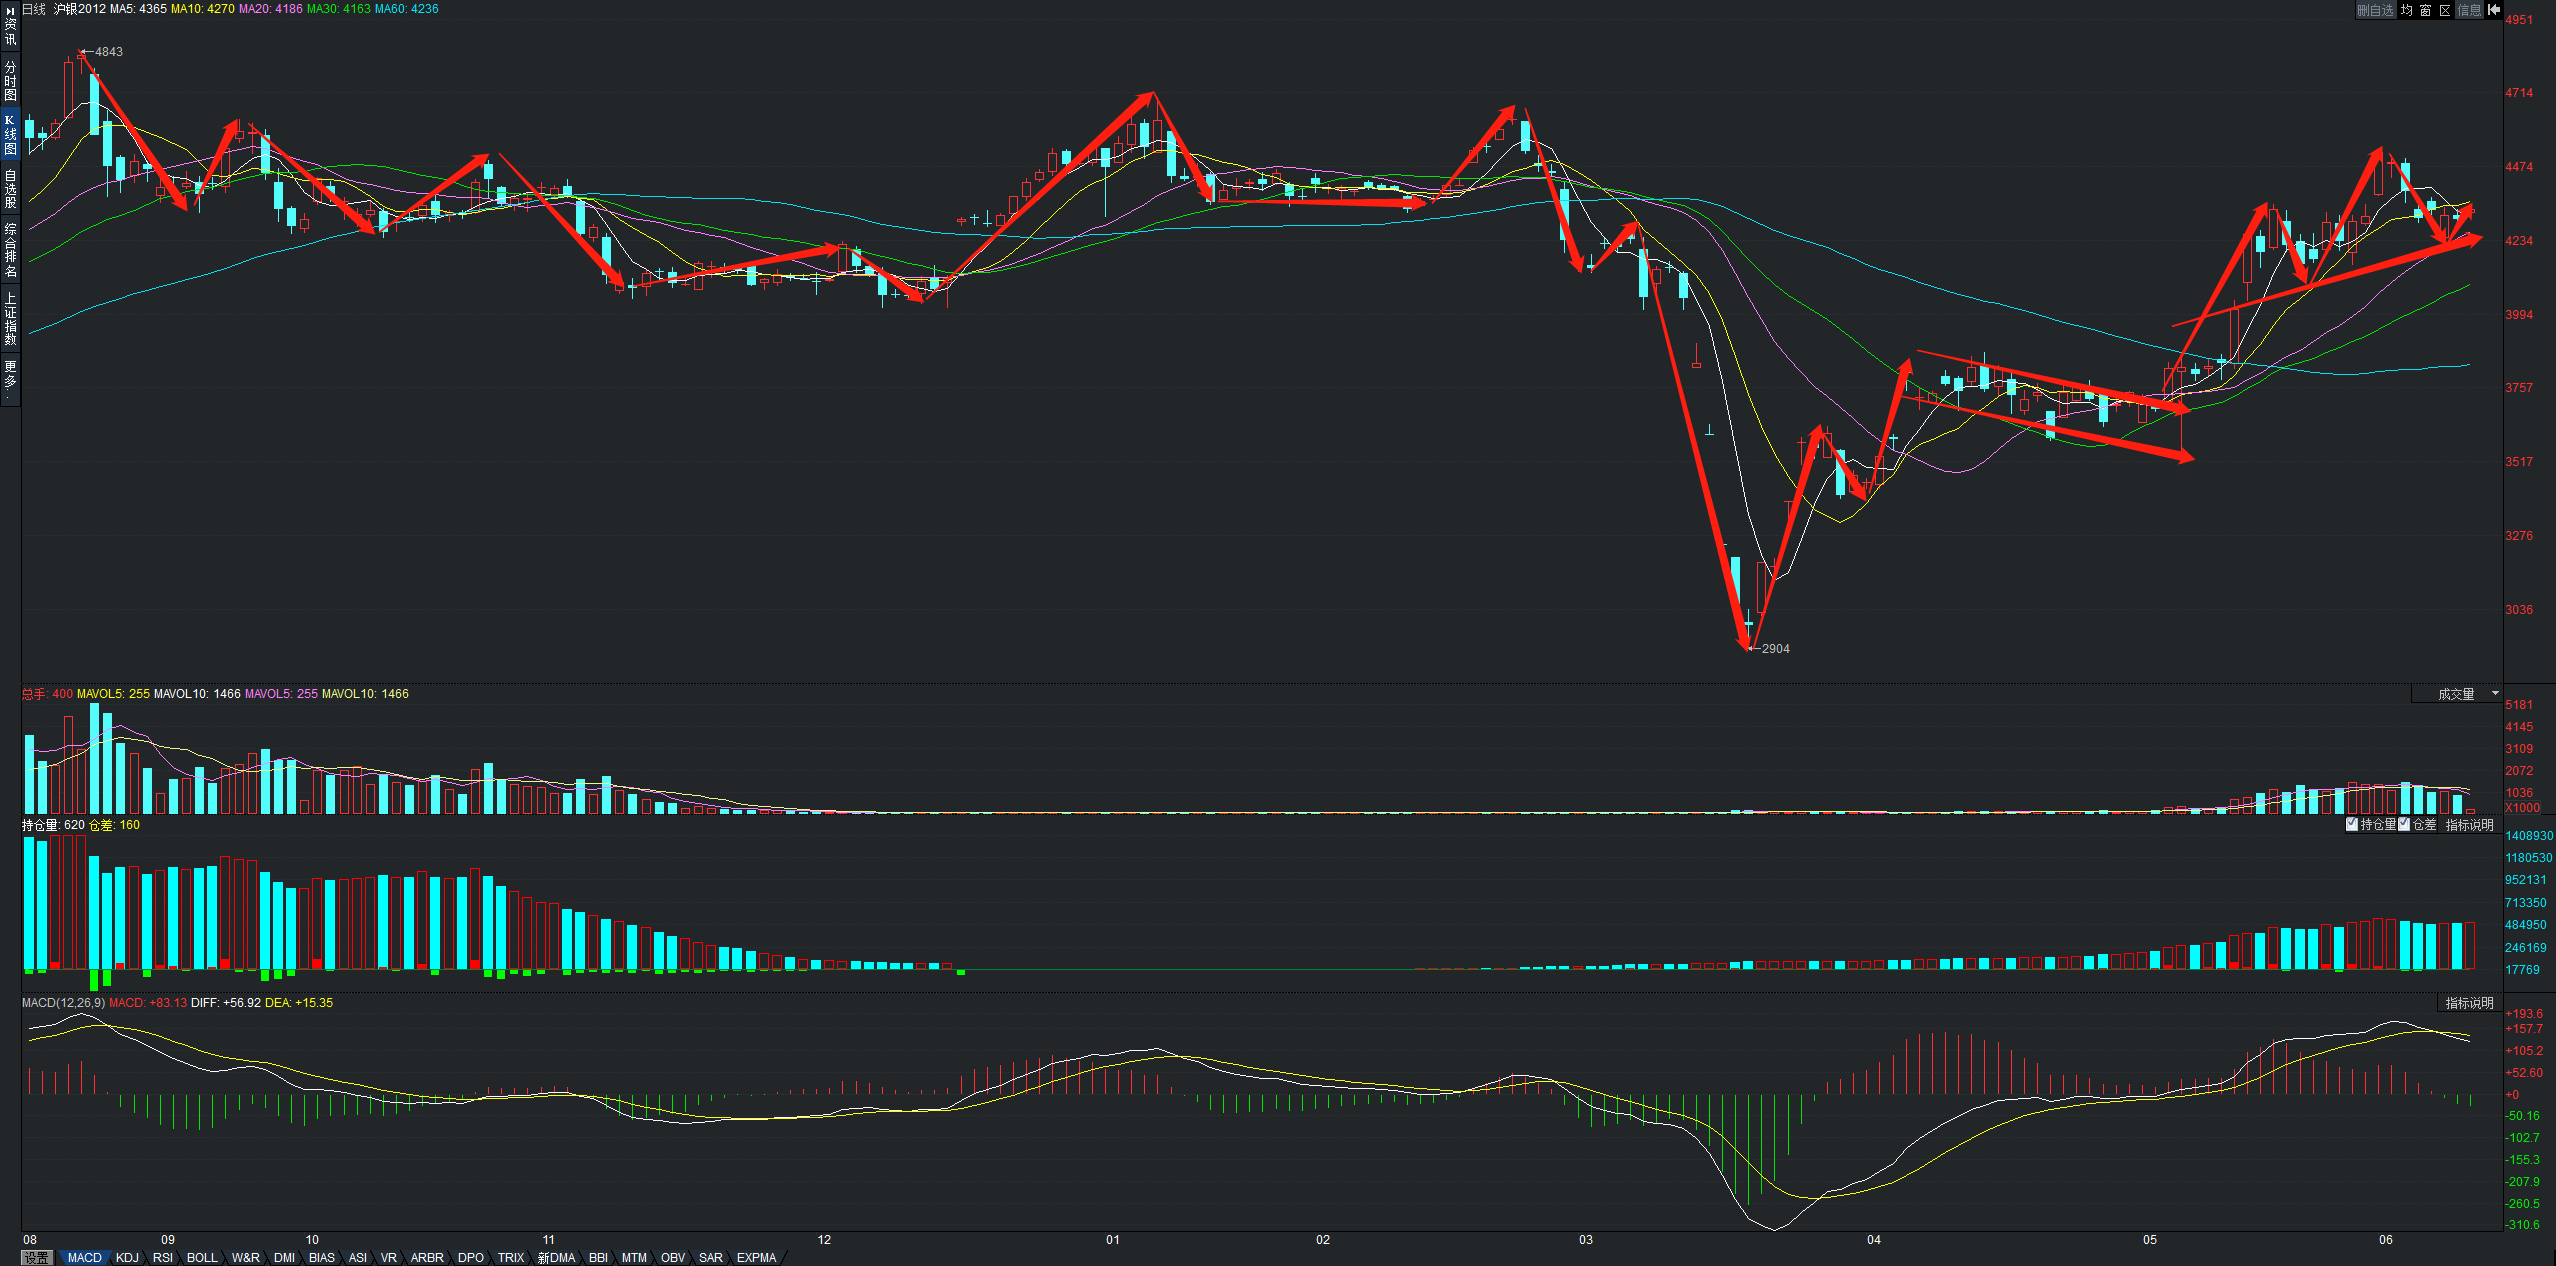 日线 沪银2012 MA5: 4365 MA10: 4270 MA20: 4186 MA30: 4163 MA60: 4236
删自选 均 窗 区 信息
资讯
分时图
K线图
自选股
综合排名
上证指数
更多
4843
2904
4951
4714
4474
4234
3994
3757
3517
3276
3036
总手: 400 MAVOL5: 255 MAVOL10: 1466 MAVOL5: 255 MAVOL10: 1466
成交量
5181
4145
3109
2072
1036
X1000
持仓量: 620 仓差: 160
持仓量 仓差 指标说明
1408930
1180530
952131
713350
484950
246169
17769
MACD(12,26,9) MACD: +83.13 DIFF: +56.92 DEA: +15.35
指标说明
+193.6
+157.7
+105.2
+52.60
+0
-50.16
-102.7
-155.3
-207.9
-260.5
-310.6
08 09 10 11 12 01 02 03 04 05 06
设置 MACD KDJ RSI BOLL W&R DMI BIAS ASI VR ARBR DPO TRIX 新DMA BBI MTM OBV SAR EXPMA